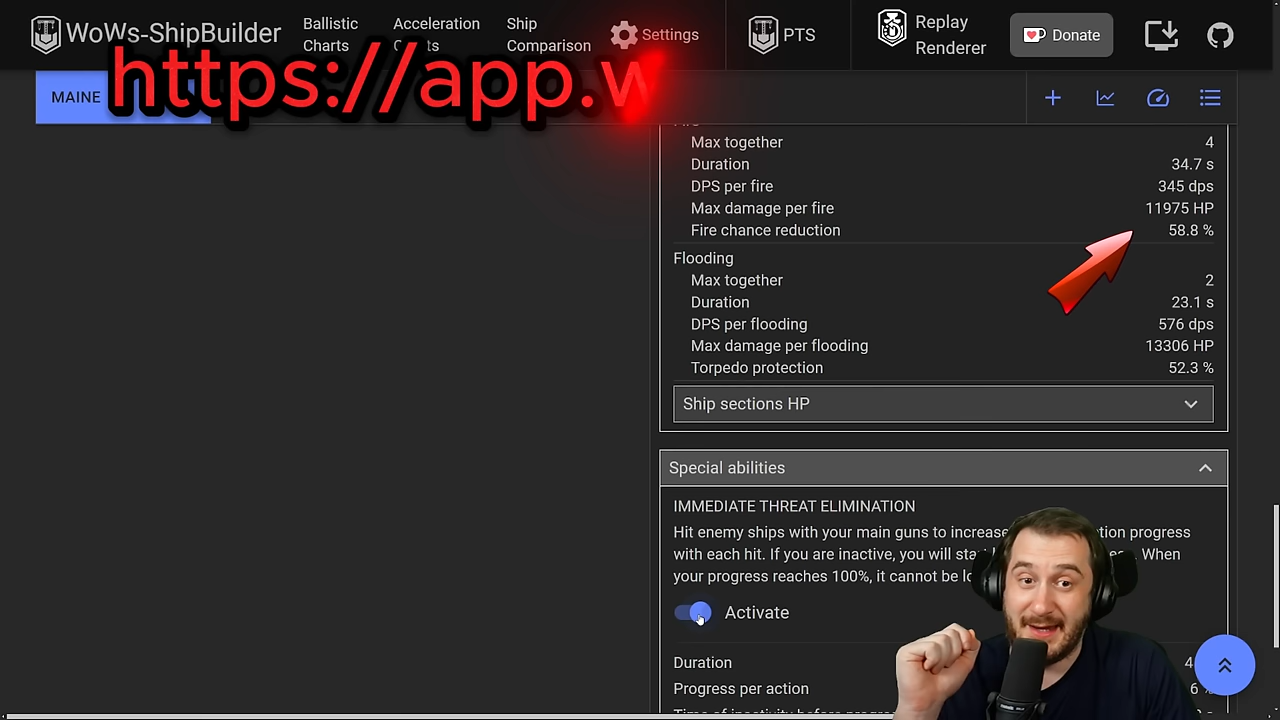 WoWs-ShipBuilder
Ballistic Charts
Acceleration
Ship Comparison
Settings
PTS
Replay Renderer
Donate
MAINE
https://app.w
Max together 4
Duration 34.7 s
DPS per fire 345 dps
Max damage per fire 11975 HP
Fire chance reduction 58.8 %
Flooding
Max together 2
Duration 23.1 s
DPS per flooding 576 dps
Max damage per flooding 13306 HP
Torpedo protection 52.3 %
Ship sections HP
Special abilities
IMMEDIATE THREAT ELIMINATION
Hit enemy ships with your main guns to increase progress
with each hit. If you are inactive, you will When
your progress reaches 100%, it cannot be
Activate
Duration
Progress per action
Time of inactivity before